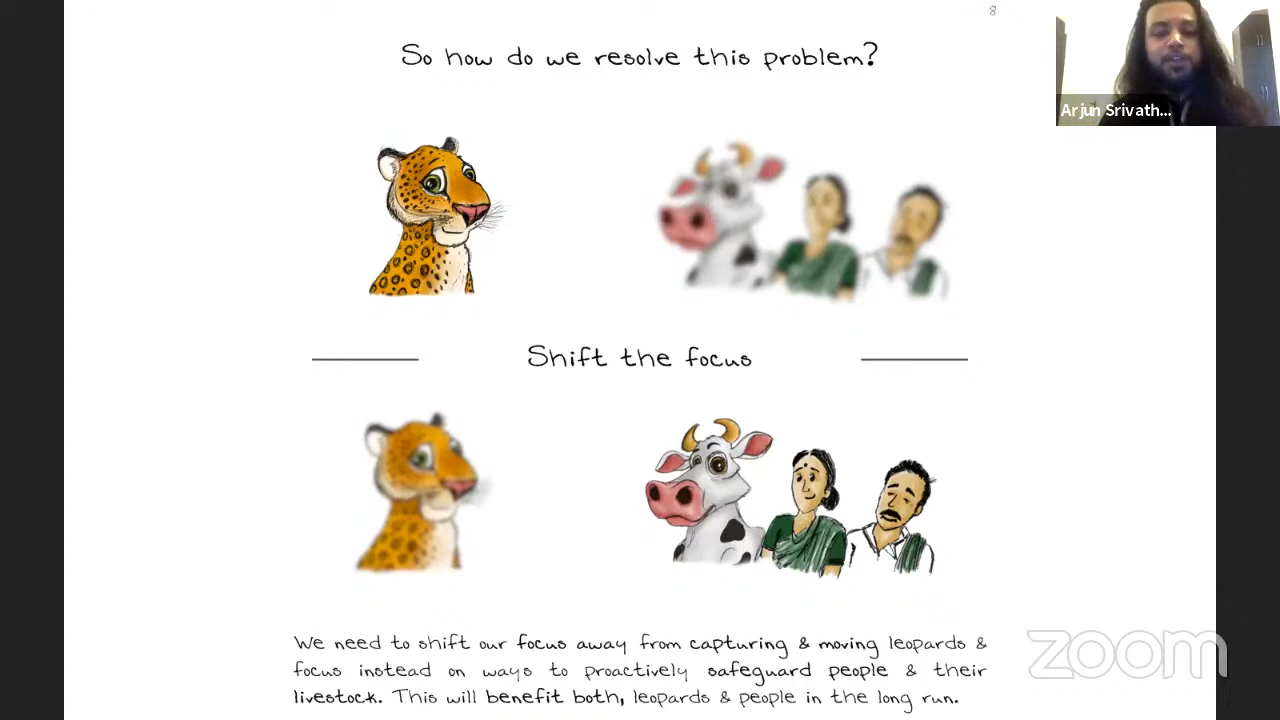 8
So how do we resolve this problem?
Arjun Srivath...
Shift the focus
We need to shift our focus away from capturing & moving leopards &
focus instead on ways to proactively safeguard people & their
livestock. This will benefit both, leopards & people in the long run.
zoom